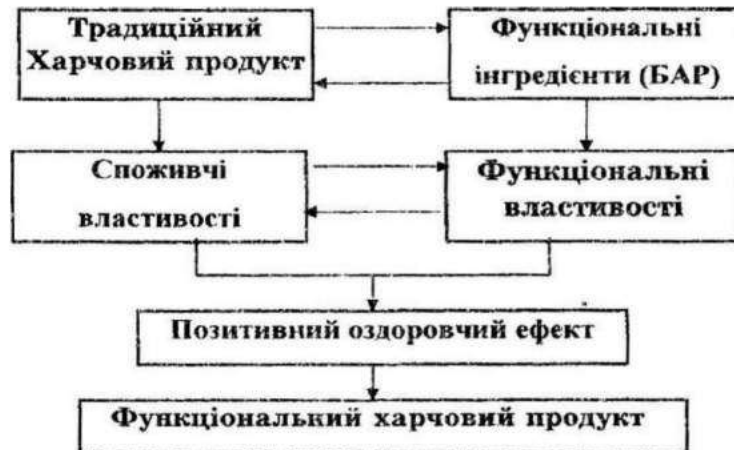 Традиційний
Харчовий продукт
Функціональні
інгредієнти (БАР)
Споживчі
властивості
Функціональні
властивості
Позитивний оздоровчий ефект
Функціональний харчовий продукт